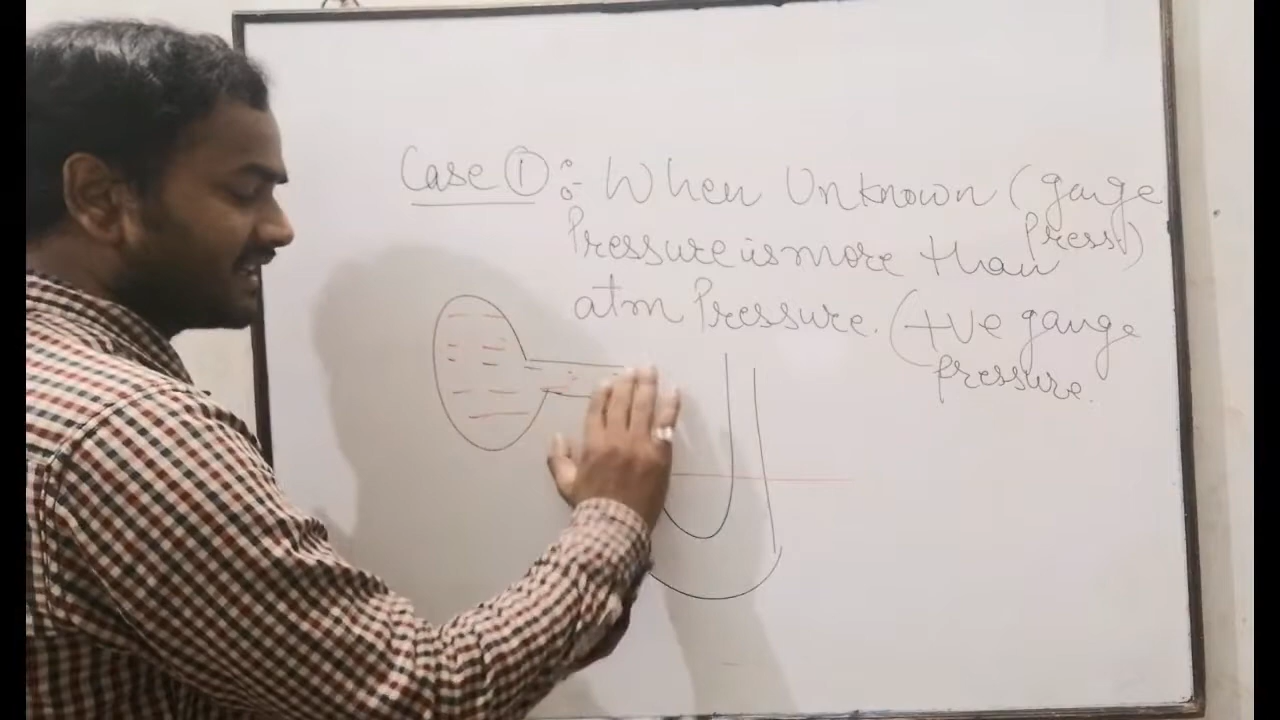 Case ① :- When Unknown (gauge
Press)
Pressure is more than
atm Pressure. (+ve gauge
pressure.